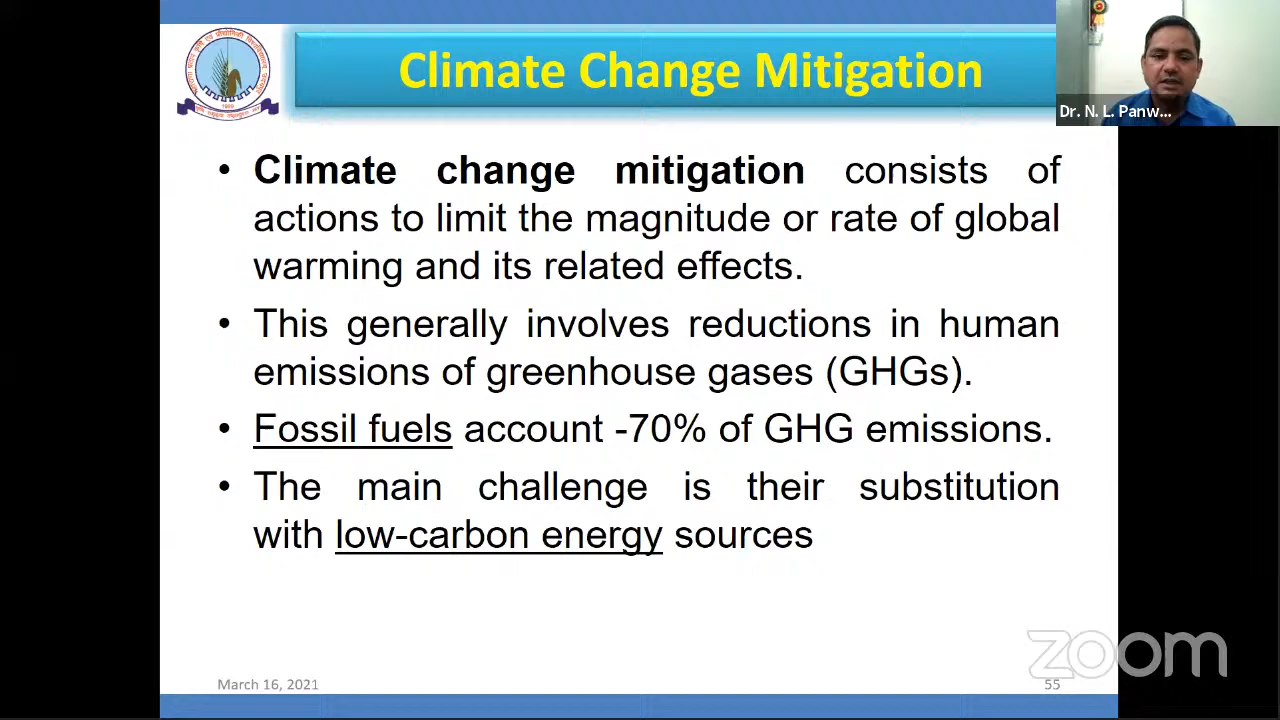 Climate Change Mitigation
Dr. N. L. Panw...
• Climate change mitigation consists of
actions to limit the magnitude or rate of global
warming and its related effects.
• This generally involves reductions in human
emissions of greenhouse gases (GHGs).
• Fossil fuels account -70% of GHG emissions.
• The main challenge is their substitution
with low-carbon energy sources
zoom
March 16, 2021
55